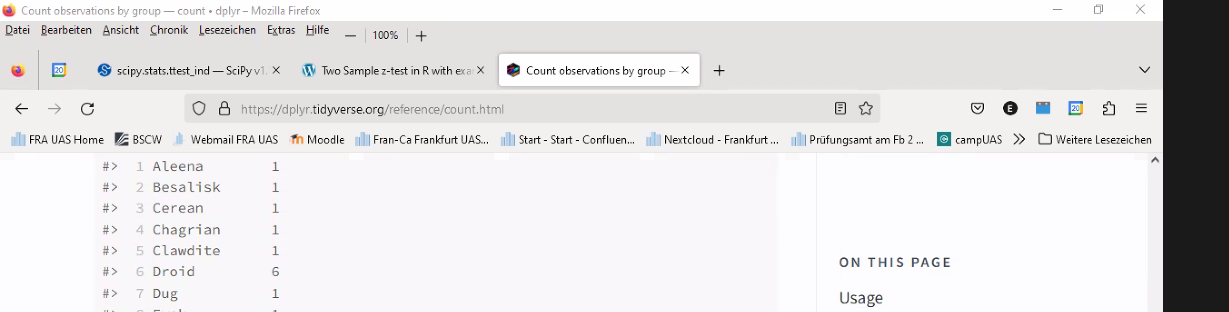 Count observations by group — count • dplyr – Mozilla Firefox
Datei Bearbeiten Ansicht Chronik Lesezeichen Extras Hilfe — 100% +
20 scipy.stats.ttest_ind — SciPy v1. × Two Sample z-test in R with exa × Count observations by group — × +
https://dplyr.tidyverse.org/reference/count.html E 20
FRA UAS Home BSCW Webmail FRA UAS Moodle Fran-Ca Frankfurt UAS... Start - Start - Confluen... Nextcloud - Frankfurt ... Prüfungsamt am Fb 2 ... campUAS » Weitere Lesezeichen
#> 1 Aleena 1
#> 2 Besalisk 1
#> 3 Cerean 1
#> 4 Chagrian 1
#> 5 Clawdite 1
#> 6 Droid 6
#> 7 Dug 1
ON THIS PAGE
Usage